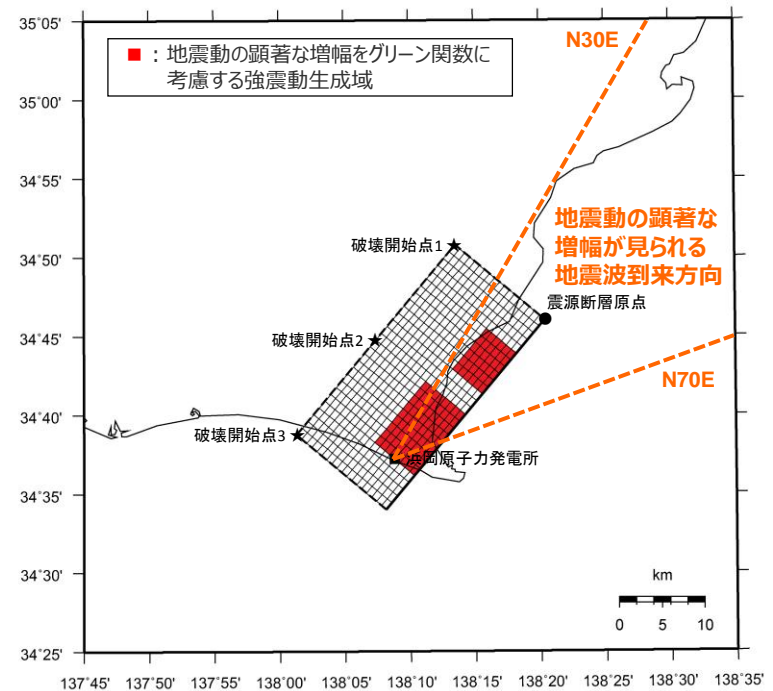 ■：地震動の顕著な増幅をグリーン関数に
考慮する強震動生成域
N30E
地震動の顕著な
増幅が見られる
地震波到来方向
破壊開始点1
震源断層原点
破壊開始点2
N70E
破壊開始点3
浜岡原子力発電所
km
0 5 10
35°05'
35°00'
34°55'
34°50'
34°45'
34°40'
34°35'
34°30'
34°25'
137°45' 137°50' 137°55' 138°00' 138°05' 138°10' 138°15' 138°20' 138°25' 138°30' 138°35'